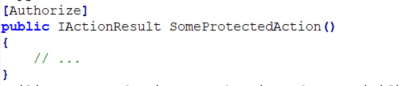 [Authorize]
public IActionResult SomeProtectedAction()
{
    // ...
}